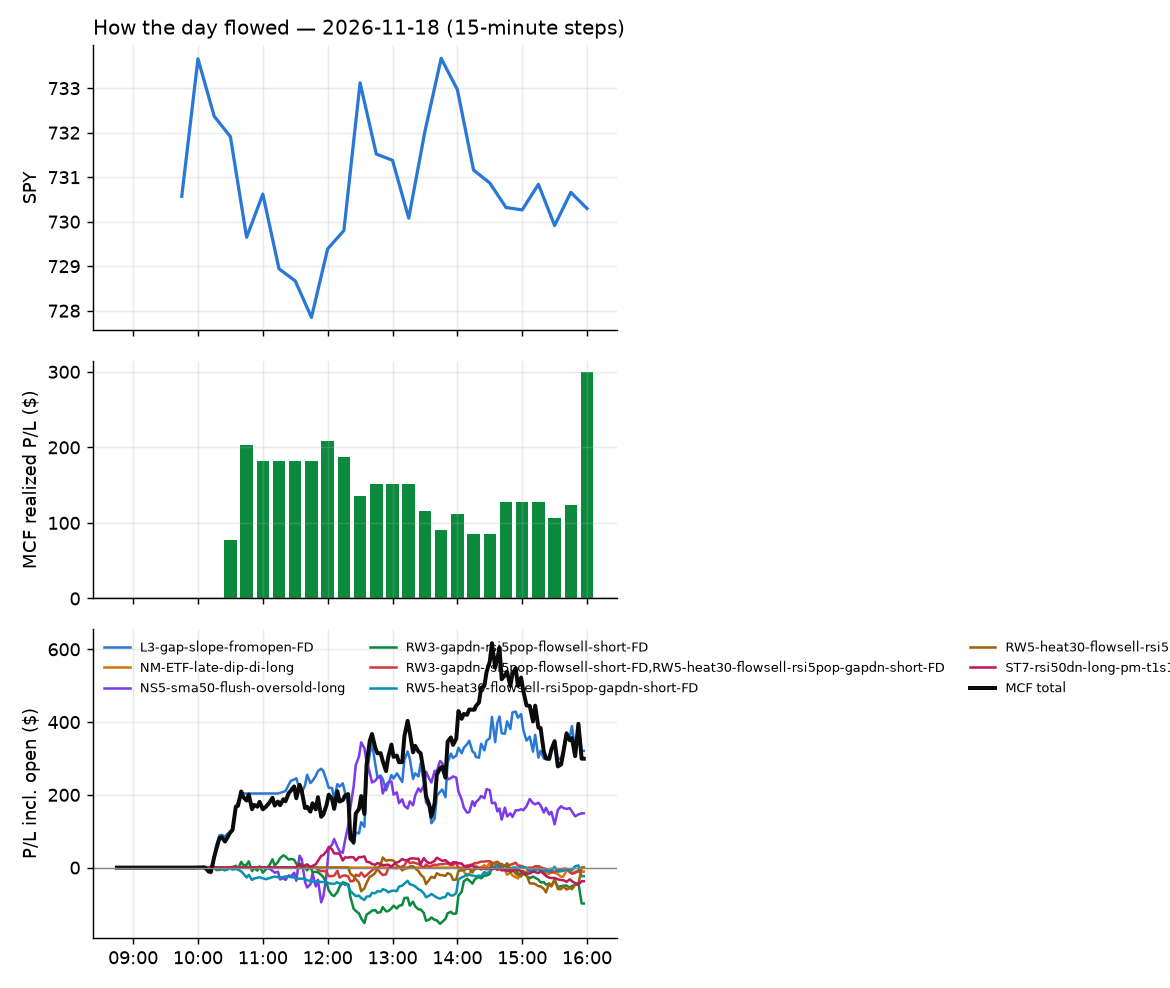 How the day flowed — 2026-11-18 (15-minute steps)
733
732
731
730
729
728
SPY
300
200
100
0
MCF realized P/L ($)
600
400
200
0
P/L incl. open ($)
L3-gap-slope-fromopen-FD
NM-ETF-late-dip-di-long
NS5-sma50-flush-oversold-long
RW3-gapdn-rsi5pop-flowsell-short-FD
RW3-gapdn-rsi5pop-flowsell-short-FD,RW5-heat30-flowsell-rsi5pop-gapdn-short-FD
RW5-heat30-flowsell-rsi5pop-gapdn-short-FD
RW5-heat30-flowsell-rsi5
ST7-rsi50dn-long-pm-t1s1
MCF total
09:00 10:00 11:00 12:00 13:00 14:00 15:00 16:00